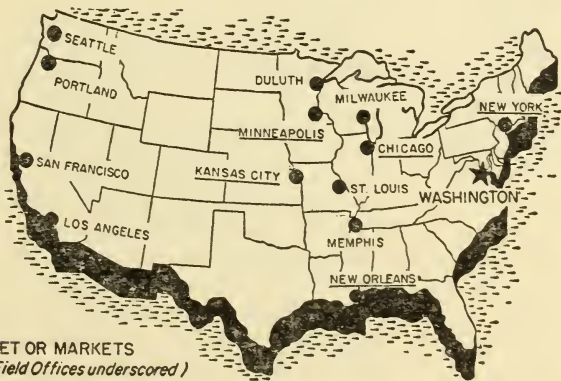 SEATTLE
PORTLAND
DULUTH
MILWAUKEE
NEW YORK
MINNEAPOLIS
CHICAGO
SAN FRANCISCO
KANSAS CITY
ST. LOUIS
WASHINGTON
LOS ANGELES
MEMPHIS
NEW ORLEANS
ET OR MARKETS
ield Offices underscored )